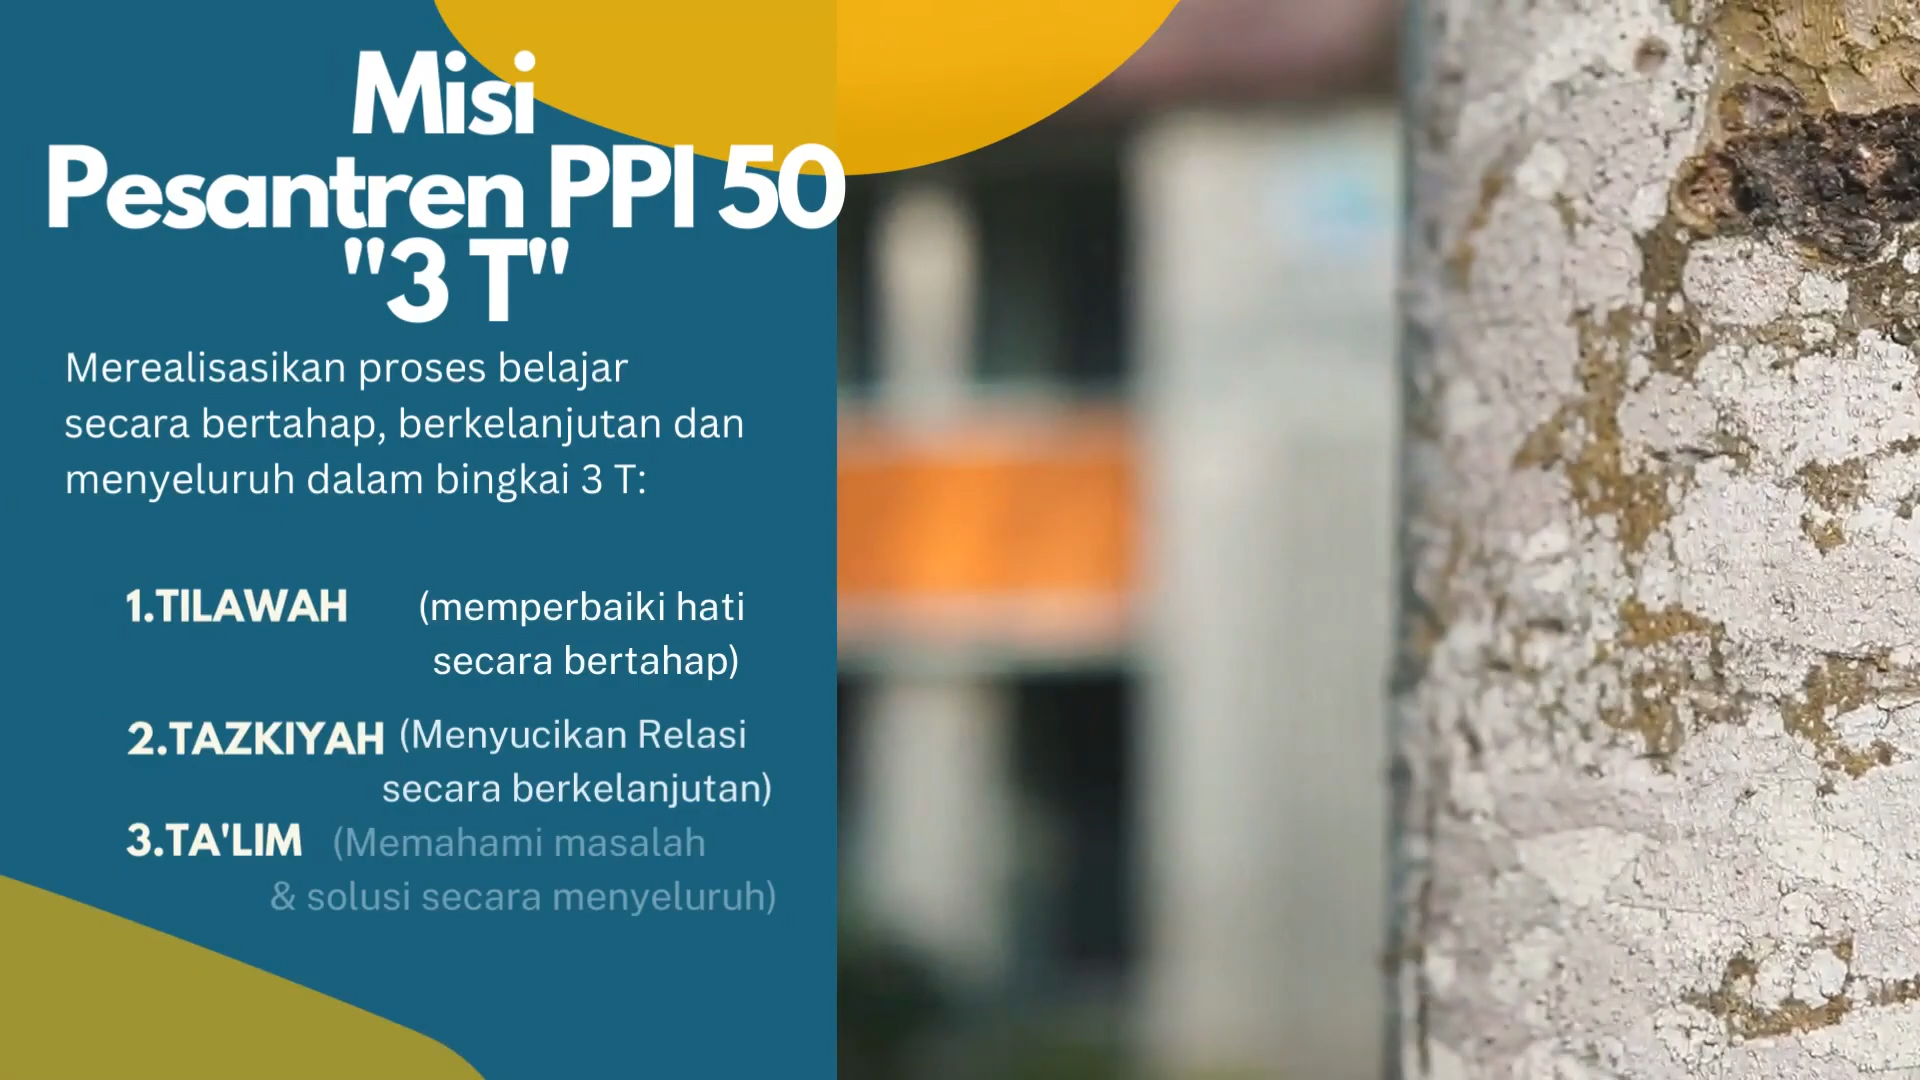 Misi
Pesantren PPI 50
"3 T"
Merealisasikan proses belajar
secara bertahap, berkelanjutan dan
menyeluruh dalam bingkai 3 T:
1.TILAWAH (memperbaiki hati
secara bertahap)
2.TAZKIYAH (Menyucikan Relasi
secara berkelanjutan)
3.TA'LIM (Memahami masalah
& solusi secara menyeluruh)